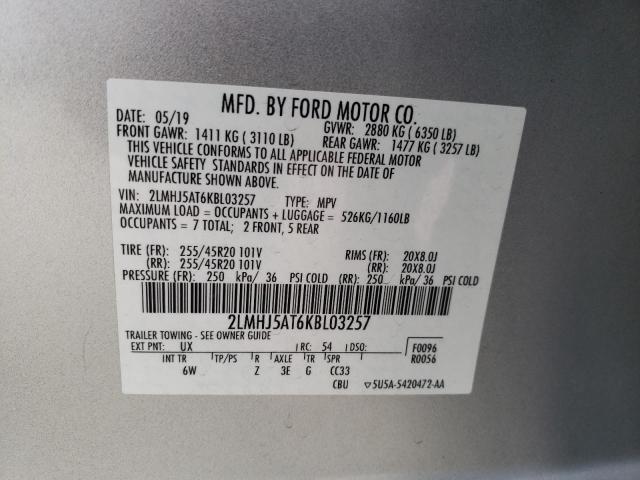 MFD. BY FORD MOTOR CO.
DATE: 05/19 GVWR: 2880 KG ( 6350 LB)
FRONT GAWR: 1411 KG ( 3110 LB) REAR GAWR: 1477 KG ( 3257 LB)
THIS VEHICLE CONFORMS TO ALL APPLICABLE FEDERAL MOTOR
VEHICLE SAFETY STANDARDS IN EFFECT ON THE DATE OF
MANUFACTURE SHOWN ABOVE.
VIN: 2LMHJ5AT6KBL03257 TYPE: MPV
MAXIMUM LOAD = OCCUPANTS + LUGGAGE = 526KG/1160LB
OCCUPANTS = 7 TOTAL; 2 FRONT, 5 REAR
TIRE (FR): 255/45R20 101V RIMS (FR): 20X8.0J
(RR): 255/45R20 101V (RR): 20X8.0J
PRESSURE (FR): 250 kPa/ 36 PSI COLD (RR): 250 kPa/ 36 PSI COLD
2LMHJ5AT6KBL03257
TRAILER TOWING - SEE OWNER GUIDE
EXT PNT: UX RC: 54 DSO: F0096
INT TR TP/PS R AXLE TR SPR R0056
6W Z 3E G CC33
CBU ▽5U5A-5420472-AA